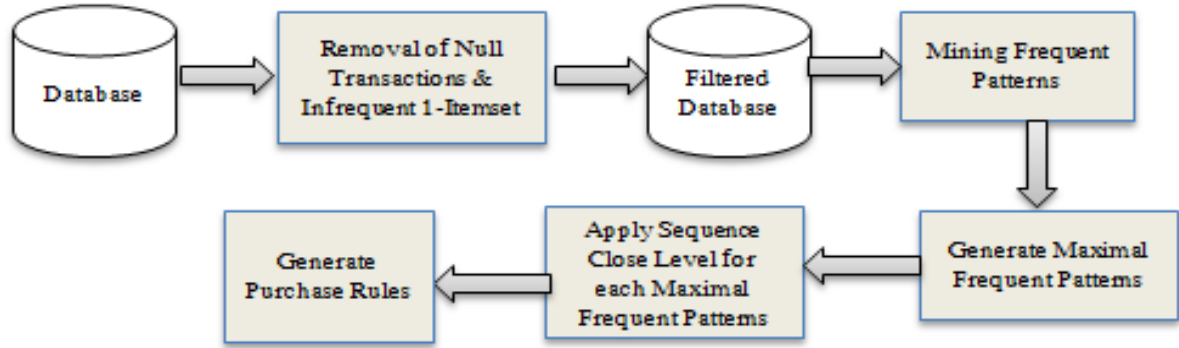 Database
Removal of Null
Transactions &
Infrequent 1-Itemset
Filtered
Database
Mining Frequent
Patterns
Generate Maximal
Frequent Patterns
Apply Sequence
Close Level for
each Maximal
Frequent Patterns
Generate
Purchase Rules